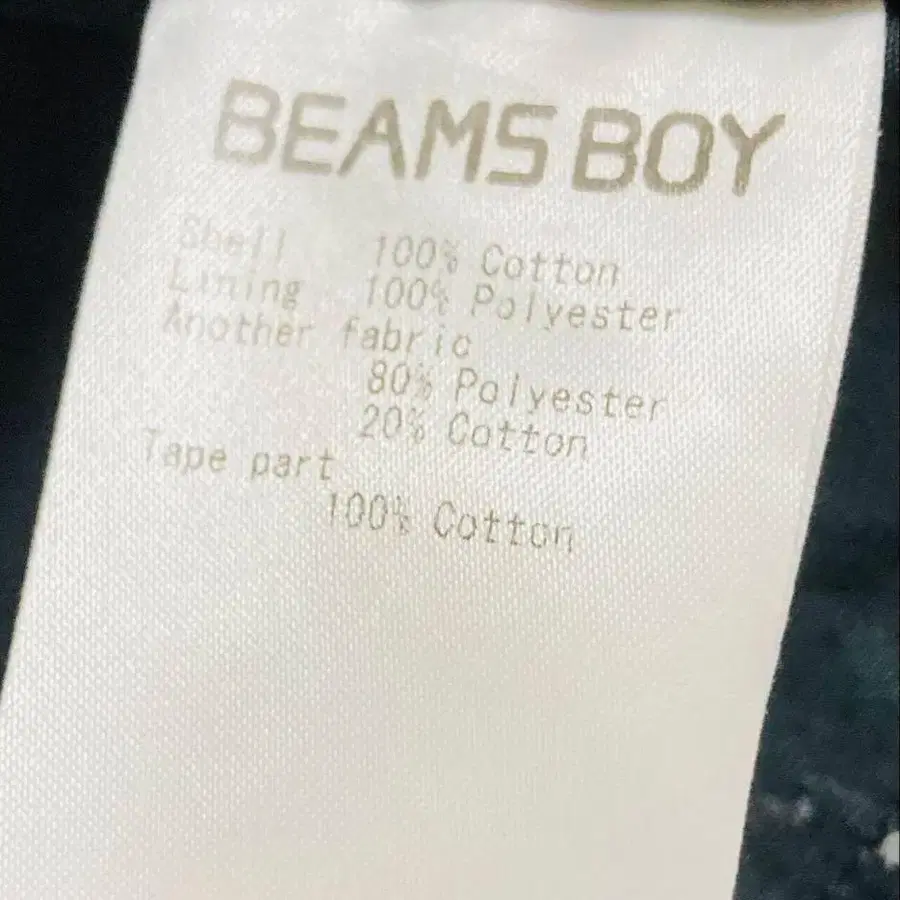 BEAMS BOY
Shell 100% Cotton
Lining 100% Polyester
Another fabric
80% Polyester
20% Cotton
Tape part
100% Cotton